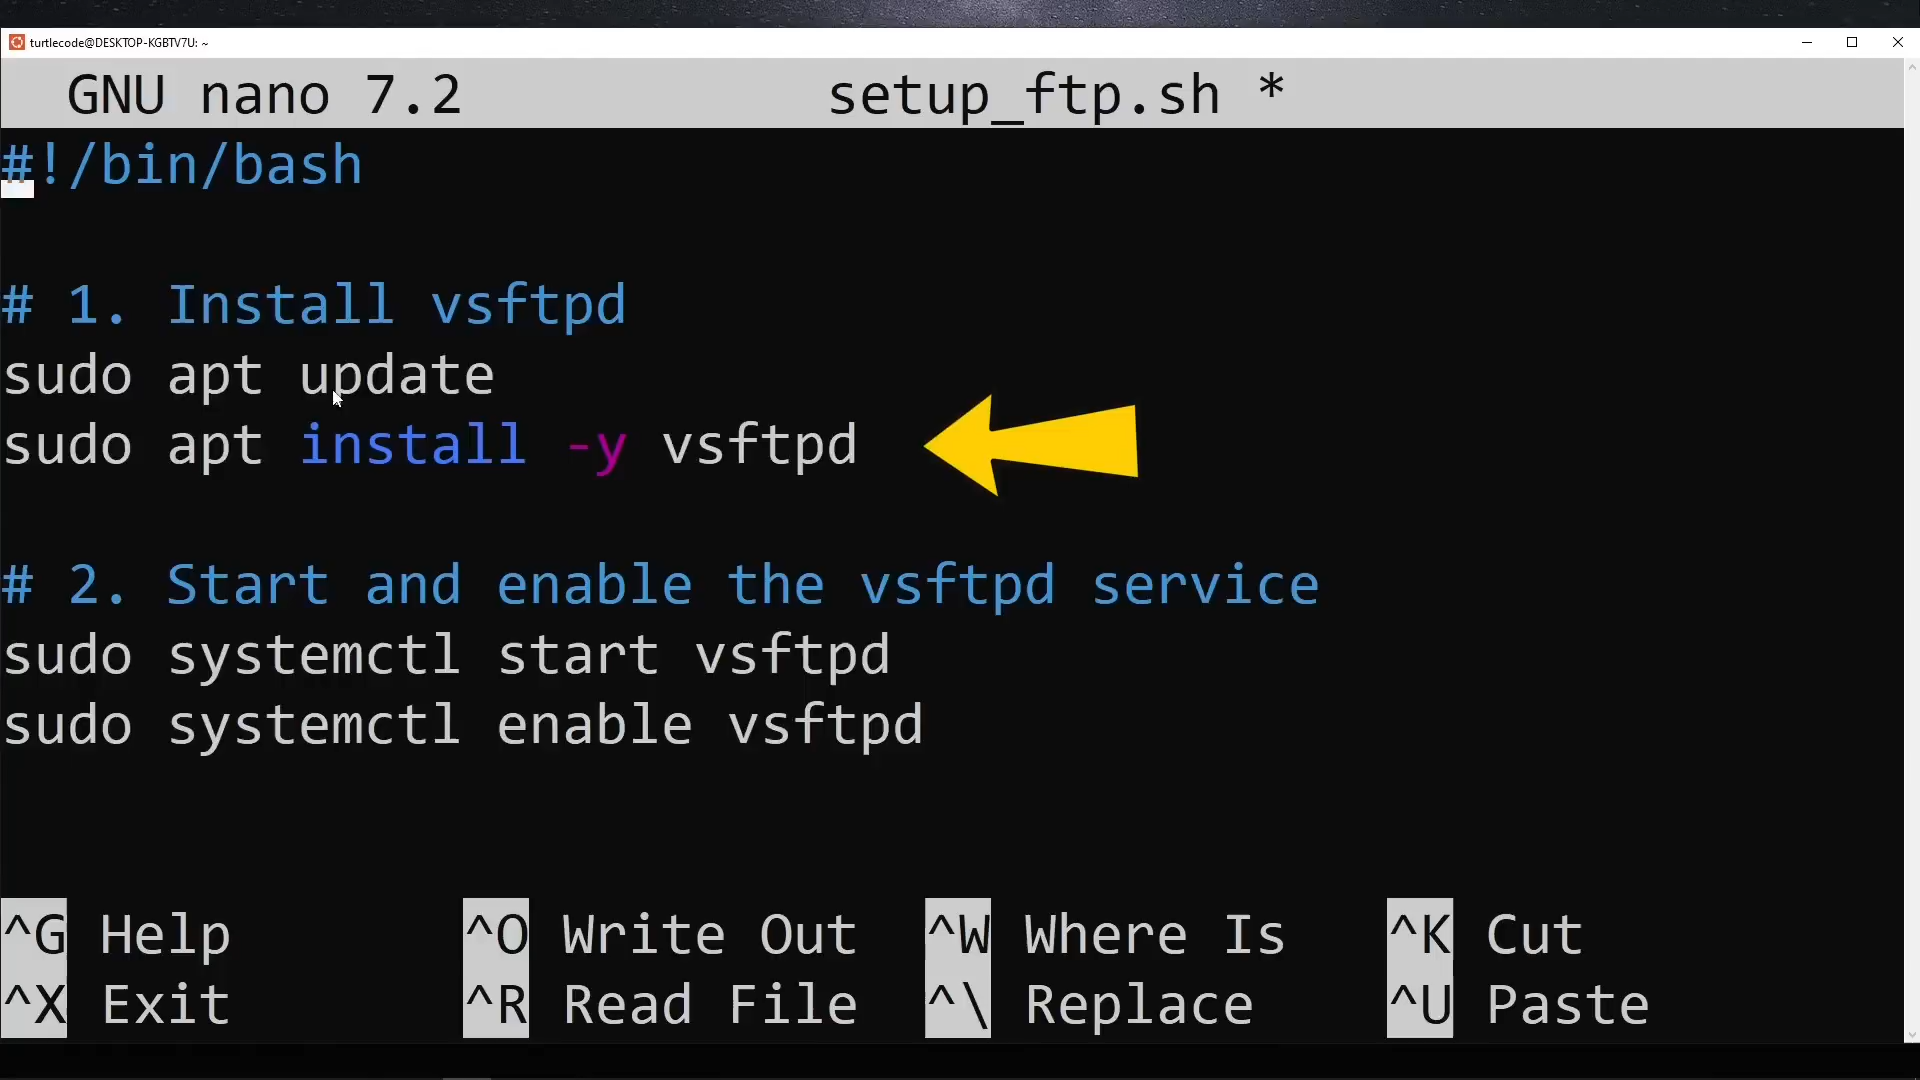 turtlecode@DESKTOP-KGBTV7U: ~
GNU nano 7.2 setup_ftp.sh *
#!/bin/bash
# 1. Install vsftpd
sudo apt update
sudo apt install -y vsftpd
# 2. Start and enable the vsftpd service
sudo systemctl start vsftpd
sudo systemctl enable vsftpd
^G Help ^O Write Out ^W Where Is ^K Cut
^X Exit ^R Read File ^\ Replace ^U Paste